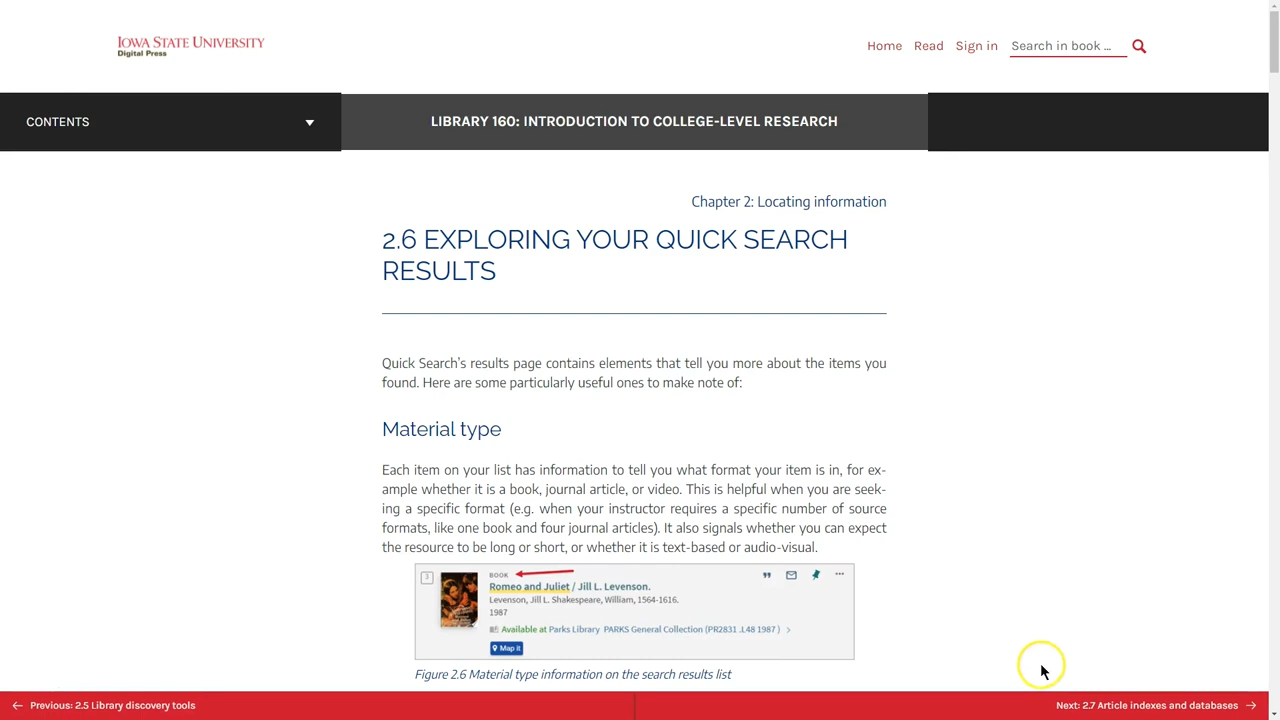 IOWA STATE UNIVERSITY
Digital Press
Home Read Sign in Search in book ...
CONTENTS
LIBRARY 160: INTRODUCTION TO COLLEGE-LEVEL RESEARCH
Chapter 2: Locating information
2.6 EXPLORING YOUR QUICK SEARCH
RESULTS
Quick Search's results page contains elements that tell you more about the items you
found. Here are some particularly useful ones to make note of:
Material type
Each item on your list has information to tell you what format your item is in, for ex-
ample whether it is a book, journal article, or video. This is helpful when you are seek-
ing a specific format (e.g. when your instructor requires a specific number of source
formats, like one book and four journal articles). It also signals whether you can expect
the resource to be long or short, or whether it is text-based or audio-visual.
3
BOOK
Romeo and Juliet / Jill L. Levenson.
Levenson, Jill L. Shakespeare, William, 1564-1616.
1987
Available at Parks Library PARKS General Collection (PR2831 .L48 1987 )
Map it
Figure 2.6 Material type information on the search results list
Previous: 2.5 Library discovery tools
Next: 2.7 Article indexes and databases